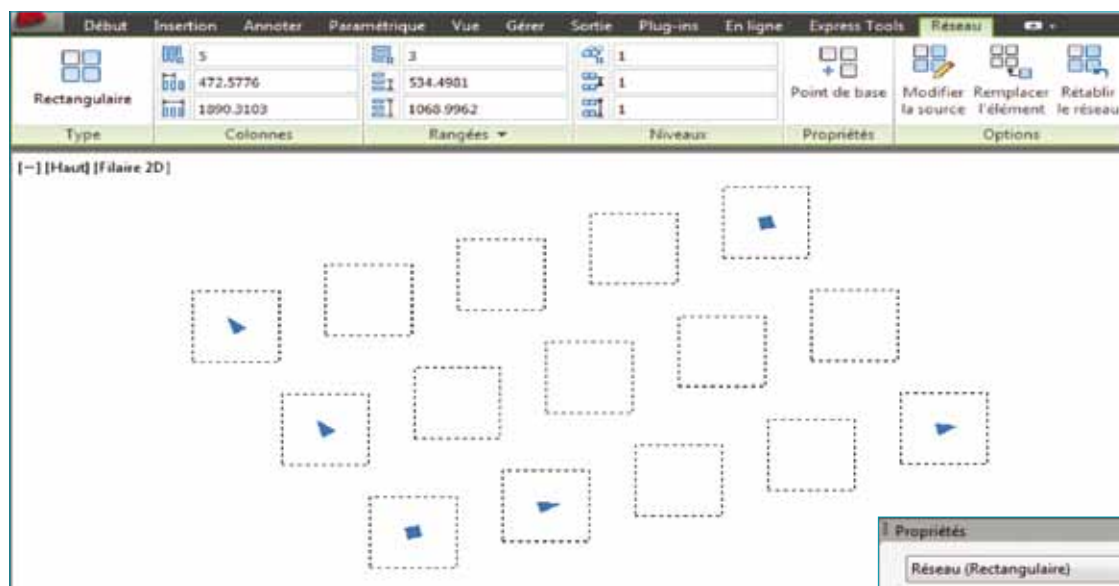 Début Insertion Annoter Paramétrique Vue Gérer Sortie Plug-ins En ligne Express Tools Réseau
5 3 1
472.5776 534.4981 1
1890.3103 1068.9962 1
Rectangulaire
Point de base
Modifier la source
Remplacer l'élément
Rétablir le réseau
Type Colonnes Rangées Niveaux Propriétés Options
[−] [Haut] [Filaire 2D]
Propriétés
Réseau (Rectangulaire)